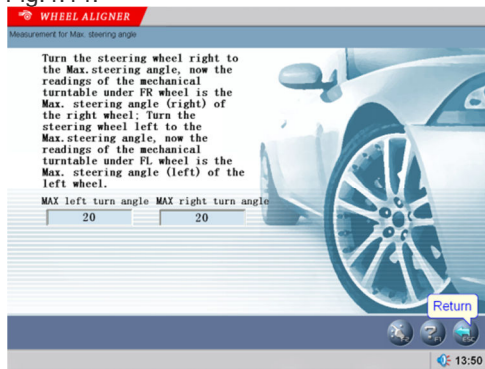 WHEEL ALIGNER
Measurement for Max. steering angle
Turn the steering wheel right to
the Max.steering angle, now the
readings of the mechanical
turntable under FR wheel is the
Max. steering angle (right) of
the right wheel; Turn the
steering wheel left to the
Max.steering angle, now the
readings of the mechanical
turntable under FL wheel is the
Max. steering angle (left) of the
left wheel.
MAX left turn angle MAX right turn angle
20 20
Return
F2 F1 ESC
13:50